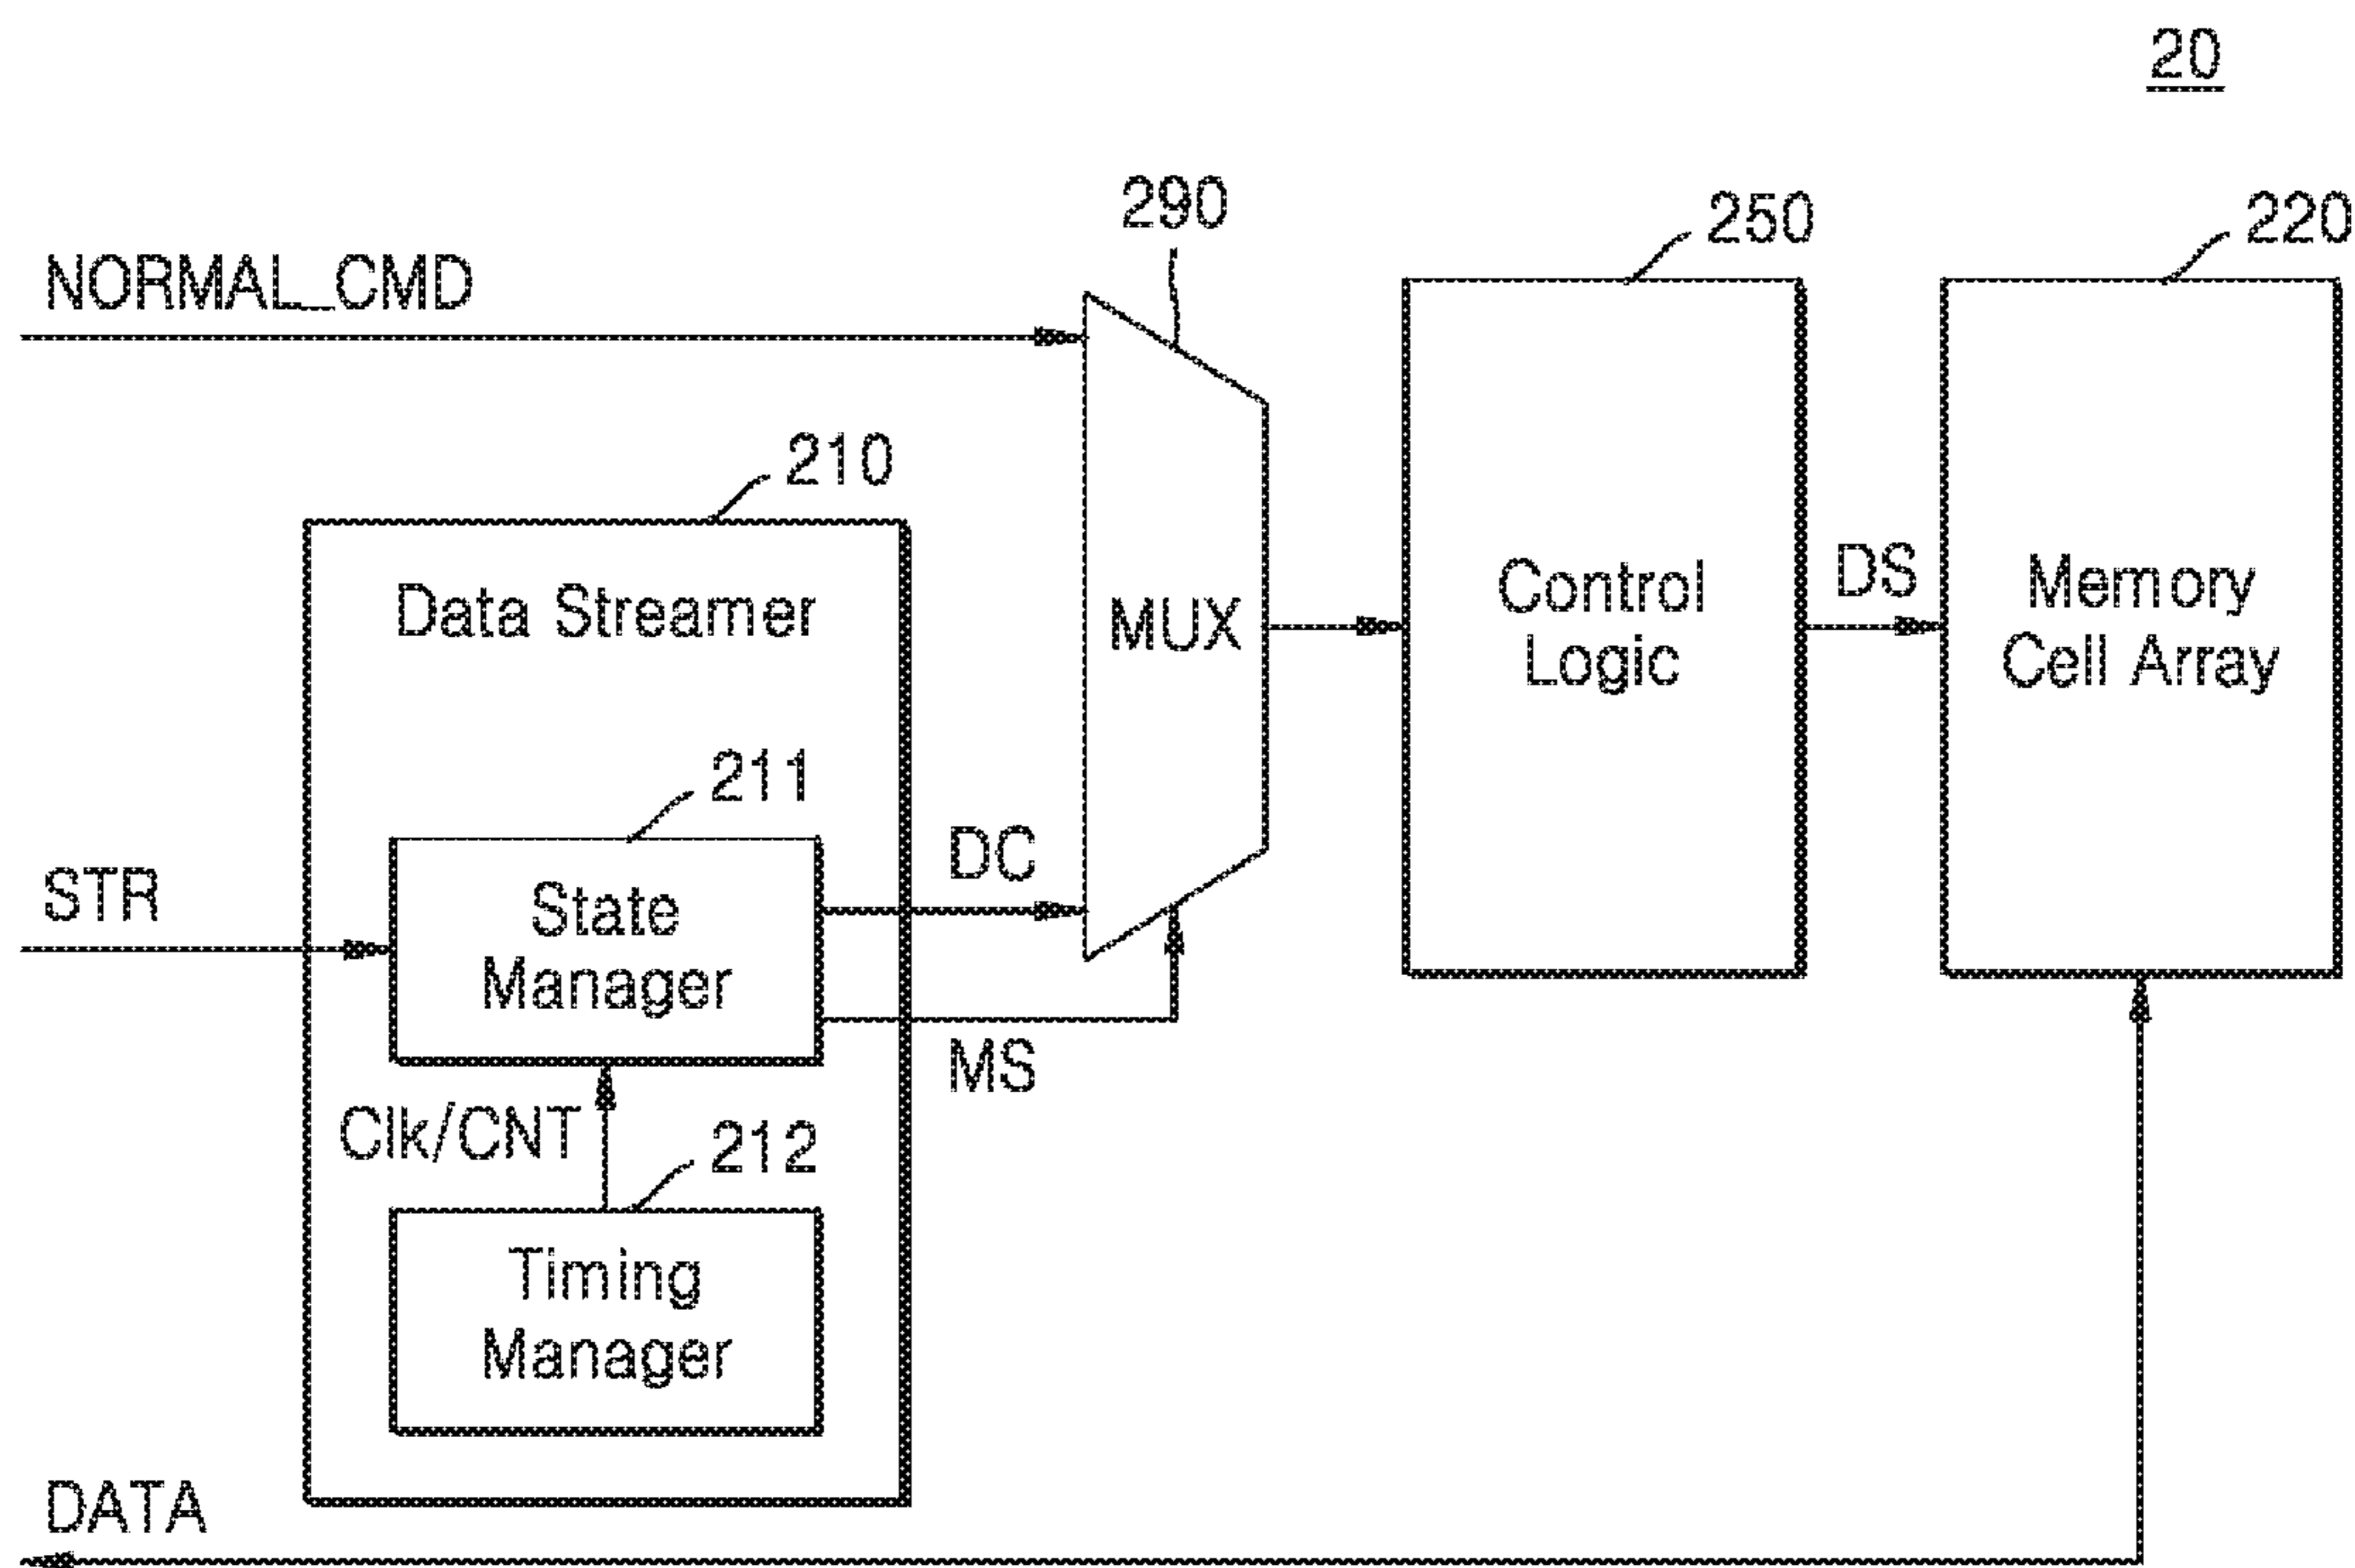 20
290
250
220
NORMAL_CMD
210
Data Streamer
MUX
Control
Logic
DS
Memory
Cell Array
211
DC
STR
State
Manager
MS
Clk/CNT
212
Timing
Manager
DATA